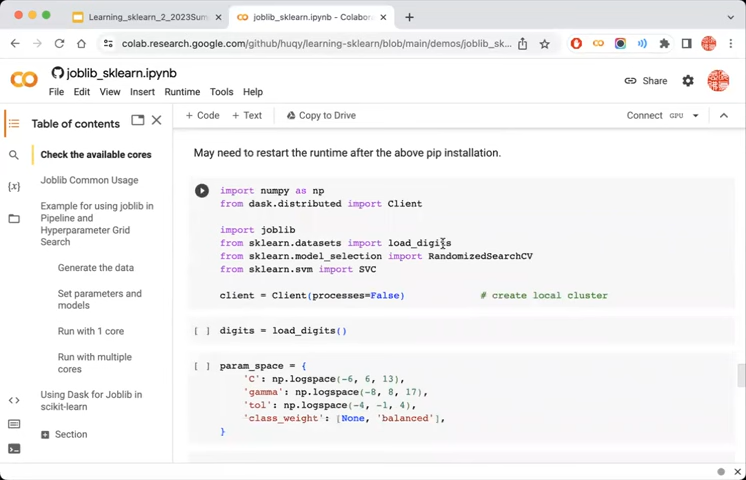 Learning_sklearn_2_2023Sum
joblib_sklearn.ipynb - Colabora
colab.research.google.com/github/huqy/learning-sklearn/blob/main/demos/joblib_sk...
joblib_sklearn.ipynb
File Edit View Insert Runtime Tools Help
Share
Table of contents
+ Code + Text Copy to Drive
Connect GPU
Check the available cores
Joblib Common Usage
Example for using joblib in
Pipeline and
Hyperparameter Grid
Search
Generate the data
Set parameters and
models
Run with 1 core
Run with multiple
cores
Using Dask for Joblib in
scikit-learn
Section
May need to restart the runtime after the above pip installation.
import numpy as np
from dask.distributed import Client
import joblib
from sklearn.datasets import load_digits
from sklearn.model_selection import RandomizedSearchCV
from sklearn.svm import SVC
client = Client(processes=False) # create local cluster
[ ] digits = load_digits()
[ ] param_space = {
'C': np.logspace(-6, 6, 13),
'gamma': np.logspace(-8, 8, 17),
'tol': np.logspace(-4, -1, 4),
'class_weight': [None, 'balanced'],
}